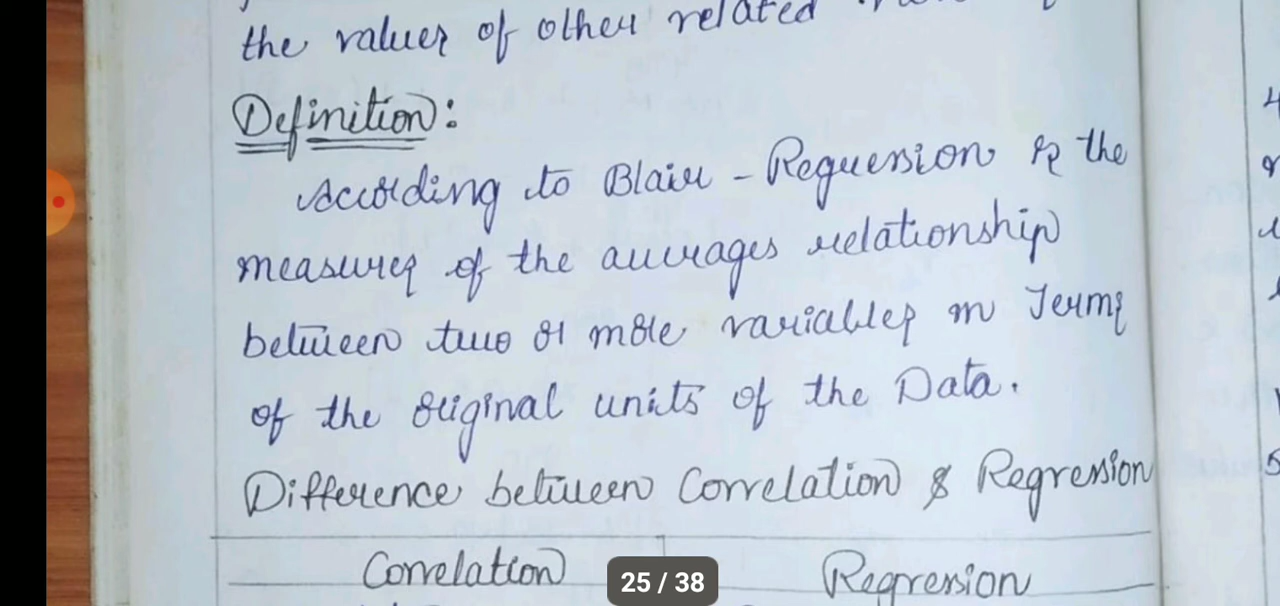 the values of other related
Definition:
According to Blair - Regression is the
measures of the averages relationship
between two or more variables in Terms
of the original units of the Data.
Difference between Correlation & Regression
Correlation
Regression
25 / 38